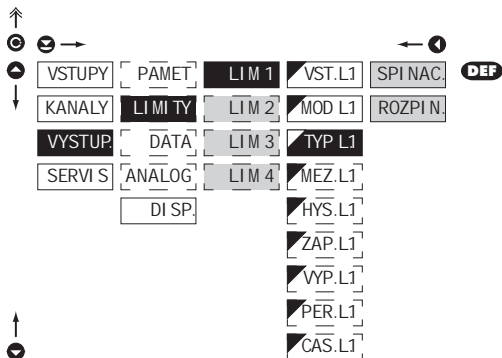 VSTUPY PAMET LIM 1 VST.L1 SPINAC. DEF
KANALY LIMITY LIM 2 MOD L1 ROZPIN.
VYSTUP. DATA LIM 3 TYP L1
SERVIS ANALOG LIM 4 MEZ.L1
DISP. HYS.L1
ZAP.L1
VYP.L1
PER.L1
CAS.L1